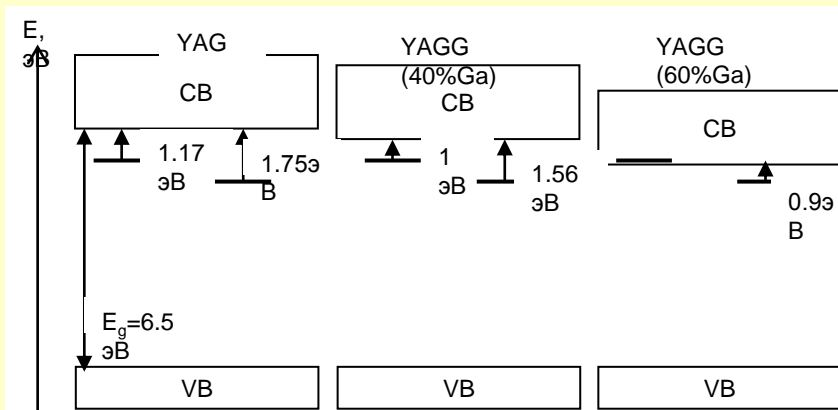 E,
эВ
YAG
CB
1.17
эВ
1.75э
В
E_g=6.5
эВ
VB
YAGG
(40%Ga)
CB
1
эВ
1.56
эВ
VB
YAGG
(60%Ga)
CB
0.9э
В
VB